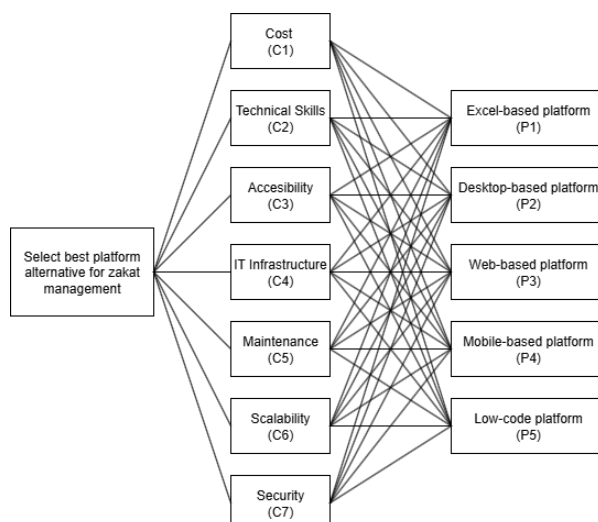 Select best platform
alternative for zakat
management
Cost
(C1)
Technical Skills
(C2)
Accesibility
(C3)
IT Infrastructure
(C4)
Maintenance
(C5)
Scalability
(C6)
Security
(C7)
Excel-based platform
(P1)
Desktop-based platform
(P2)
Web-based platform
(P3)
Mobile-based platform
(P4)
Low-code platform
(P5)